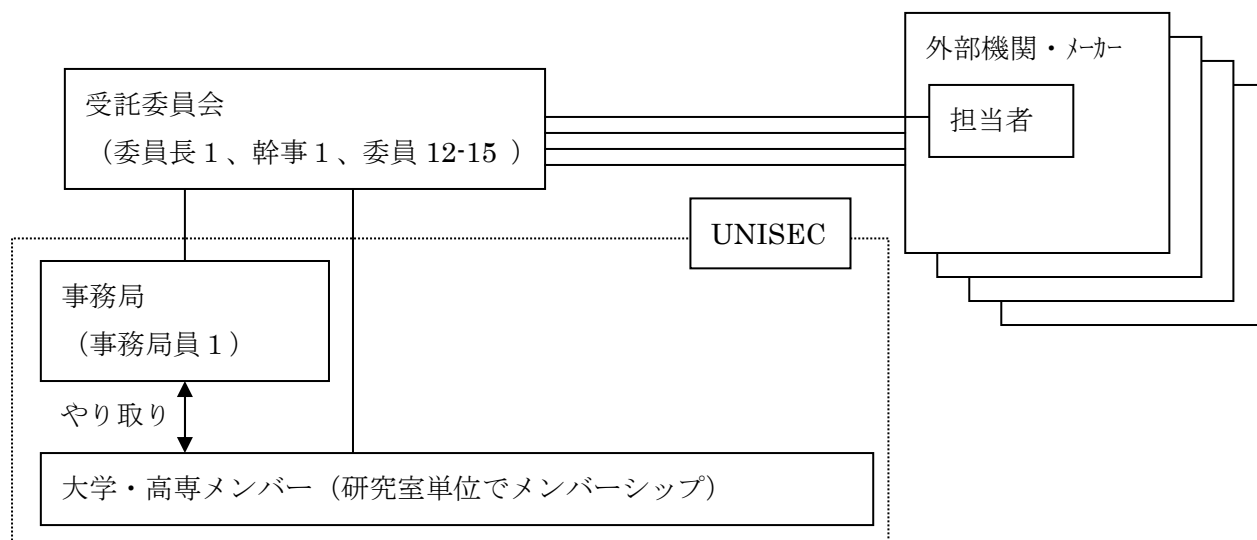 外部機関・メーカー
担当者
受託委員会
（委員長１、幹事１、委員 12-15 ）
UNISEC
事務局
（事務局員１）
やり取り
大学・高専メンバー（研究室単位でメンバーシップ）